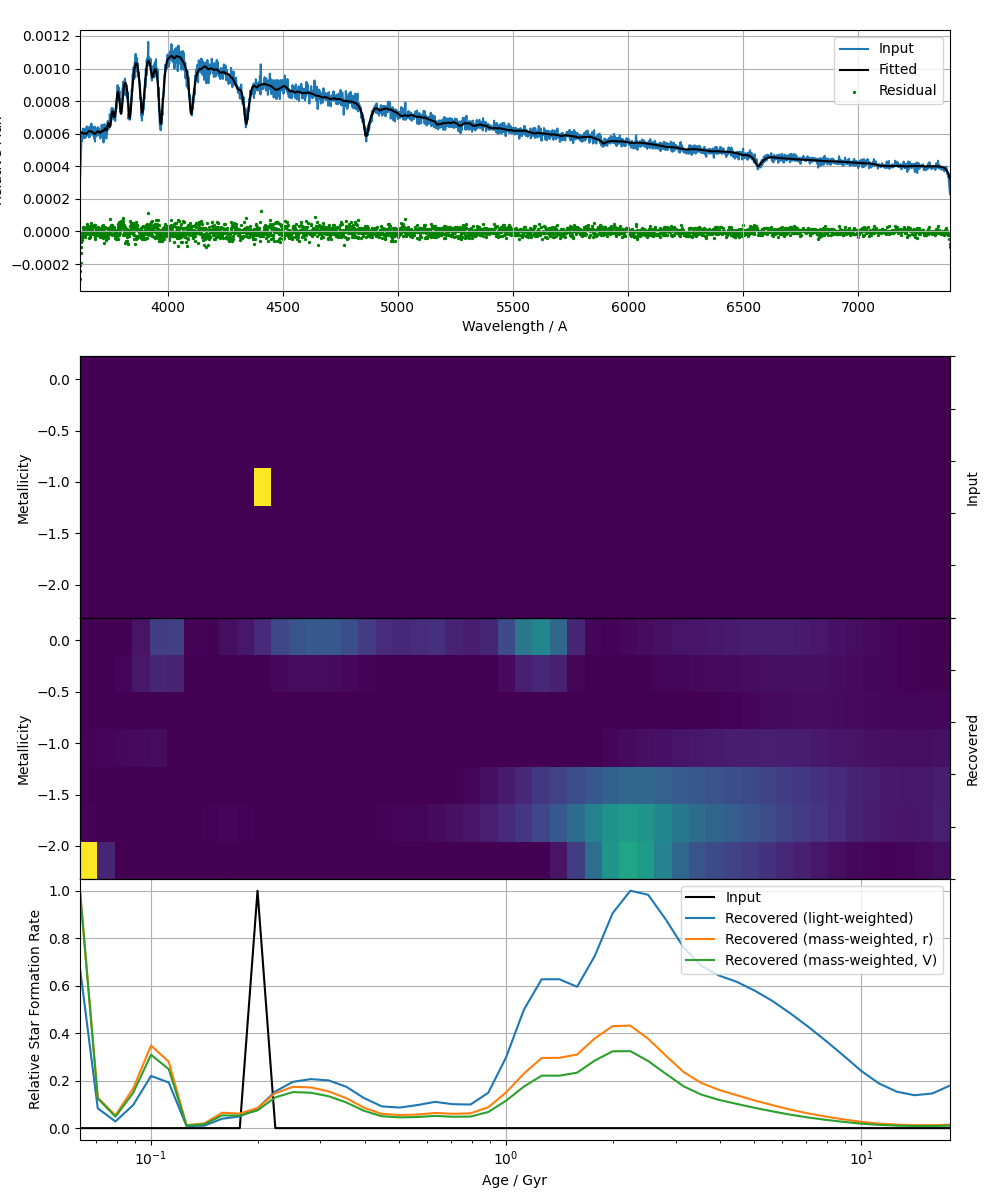 0.0012
0.0010
0.0008
0.0006
0.0004
0.0002
0.0000
−0.0002
Input
Fitted
Residual
4000 4500 5000 5500 6000 6500 7000
Wavelength / A
0.0
−0.5
−1.0
−1.5
−2.0
Metallicity
Input
0.0
−0.5
−1.0
−1.5
−2.0
Metallicity
Recovered
1.0
0.8
0.6
0.4
0.2
0.0
Relative Star Formation Rate
Input
Recovered (light-weighted)
Recovered (mass-weighted, r)
Recovered (mass-weighted, V)
10⁻¹ 10⁰ 10¹
Age / Gyr